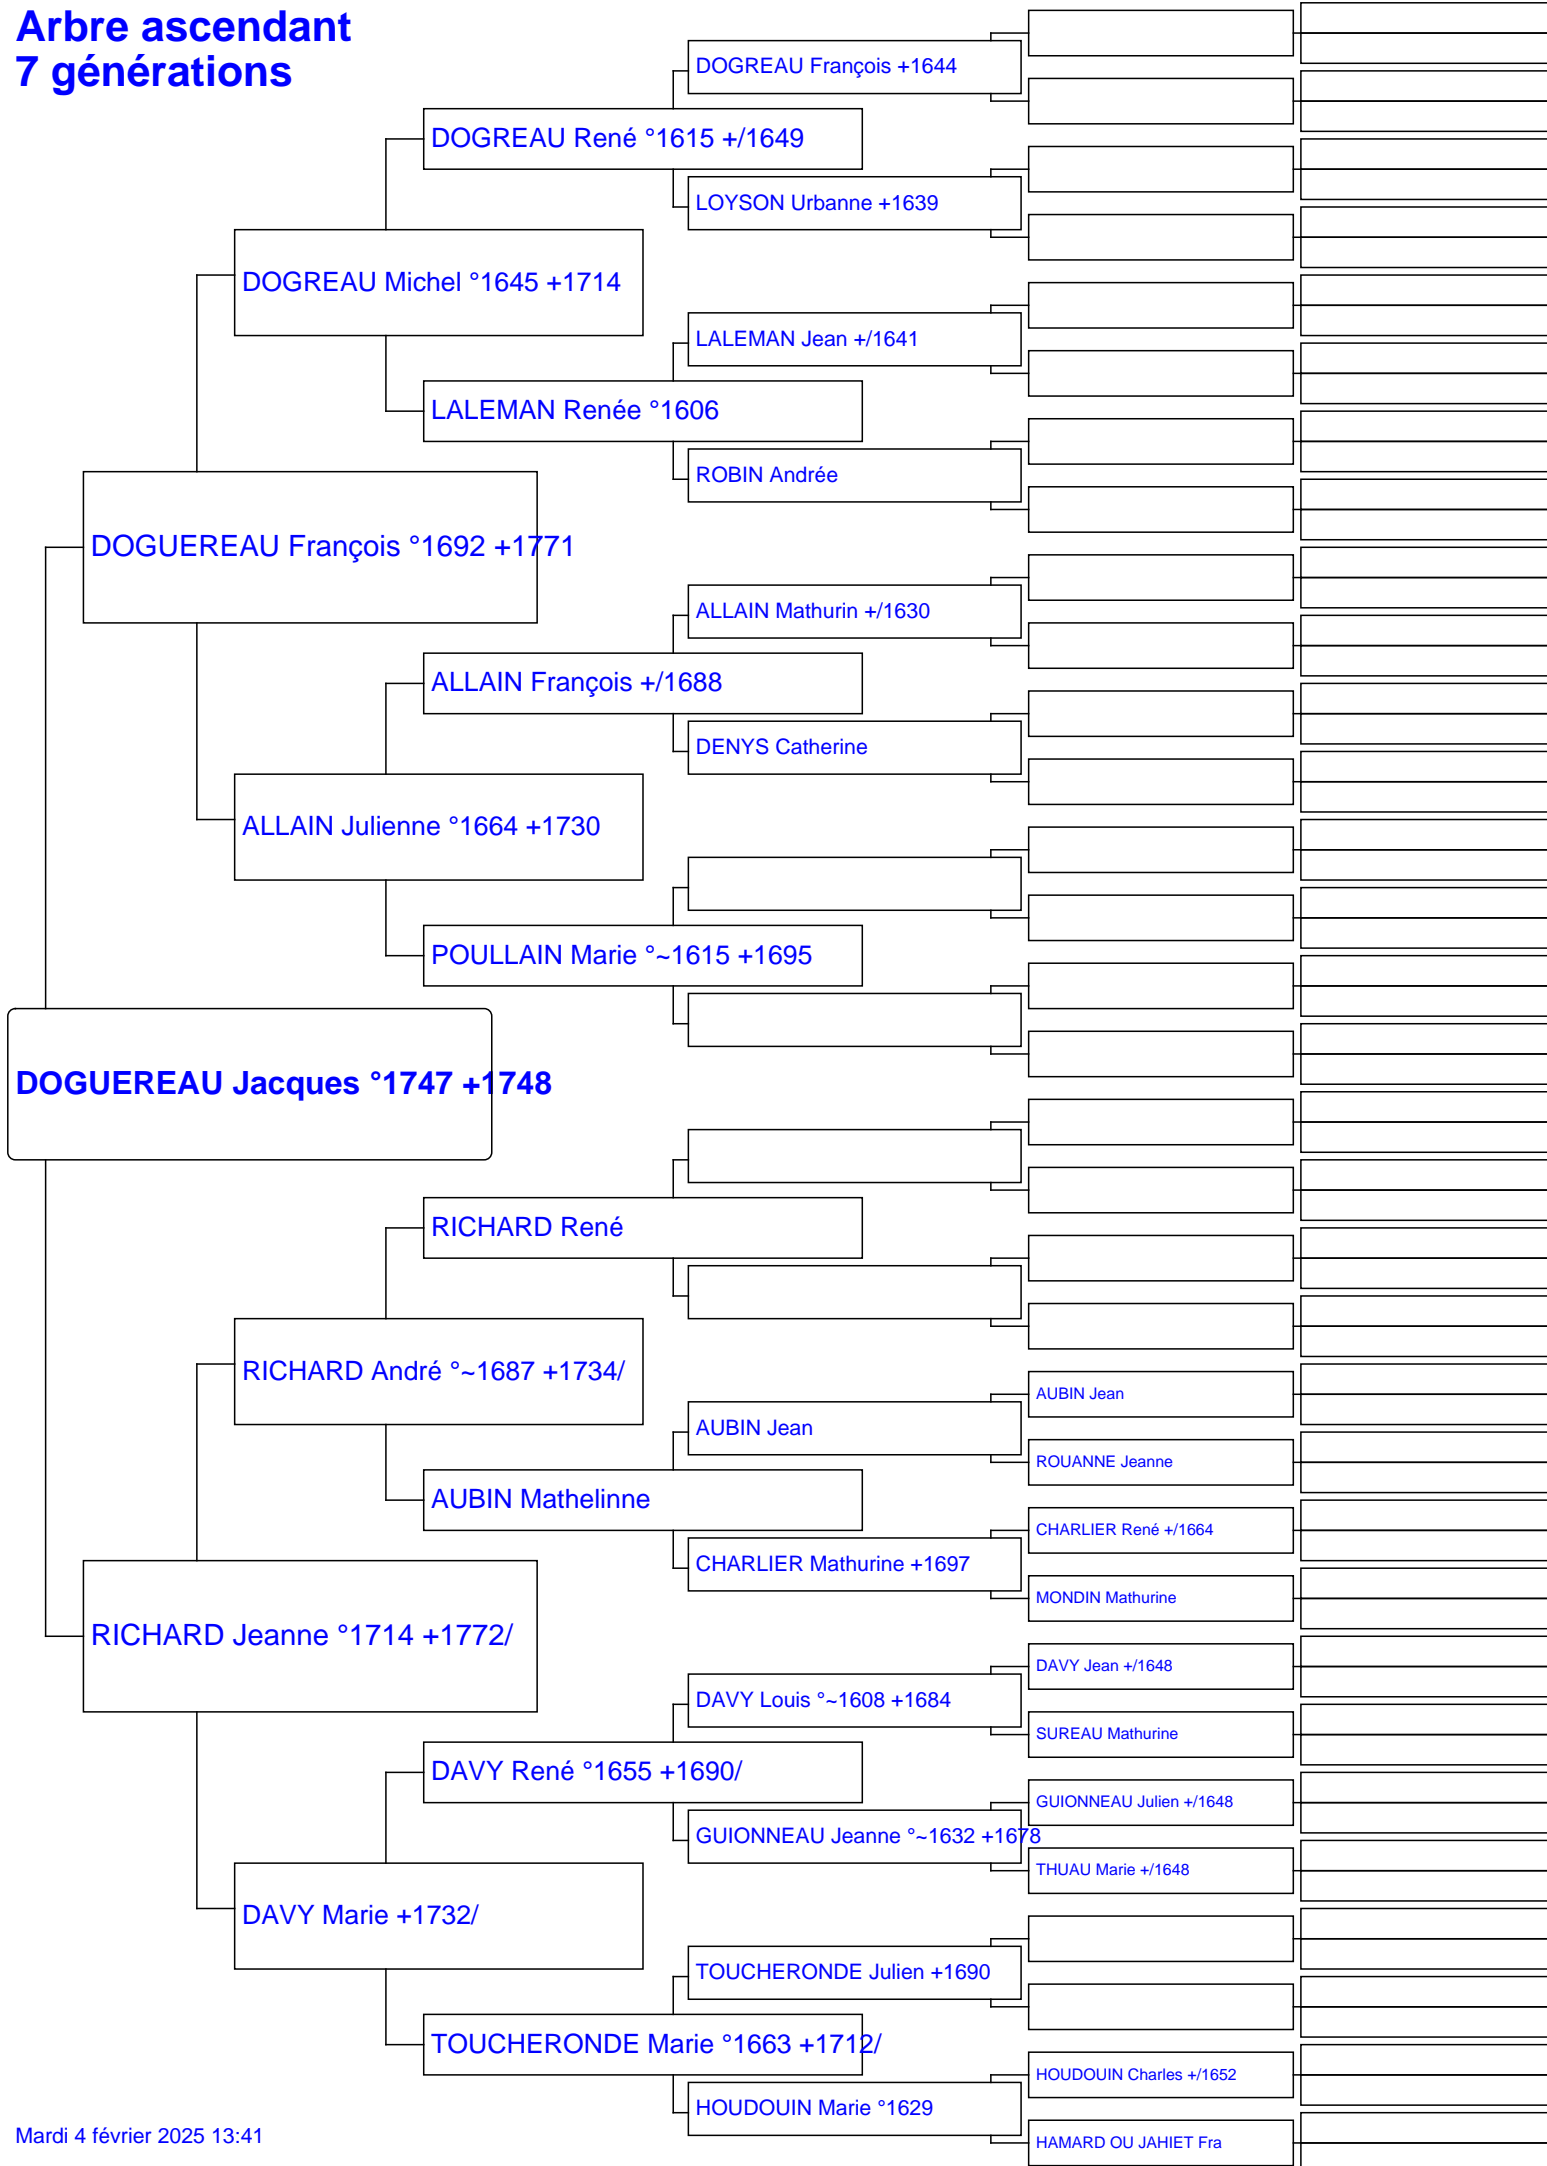 Arbre ascendant
7 générations
DOGREAU François +1644
DOGREAU René °1615 +/1649
LOYSON Urbanne +1639
DOGREAU Michel °1645 +1714
LALEMAN Jean +/1641
LALEMAN Renée °1606
ROBIN Andrée
DOGUEREAU François °1692 +1771
ALLAIN Mathurin +/1630
ALLAIN François +/1688
DENYS Catherine
ALLAIN Julienne °1664 +1730
POULLAIN Marie °~1615 +1695
DOGUEREAU Jacques °1747 +1748
RICHARD René
RICHARD André °~1687 +1734/
AUBIN Jean
AUBIN Jean
ROUANNE Jeanne
AUBIN Mathelinne
CHARLIER René +/1664
CHARLIER Mathurine +1697
MONDIN Mathurine
RICHARD Jeanne °1714 +1772/
DAVY Jean +/1648
DAVY Louis °~1608 +1684
SUREAU Mathurine
DAVY René °1655 +1690/
GUIONNEAU Julien +/1648
GUIONNEAU Jeanne °~1632 +1678
THUAU Marie +/1648
DAVY Marie +1732/
TOUCHERONDE Julien +1690
TOUCHERONDE Marie °1663 +1712/
HOUDOUIN Charles +/1652
HOUDOUIN Marie °1629
HAMARD OU JAHIET Fra
Mardi 4 février 2025 13:41